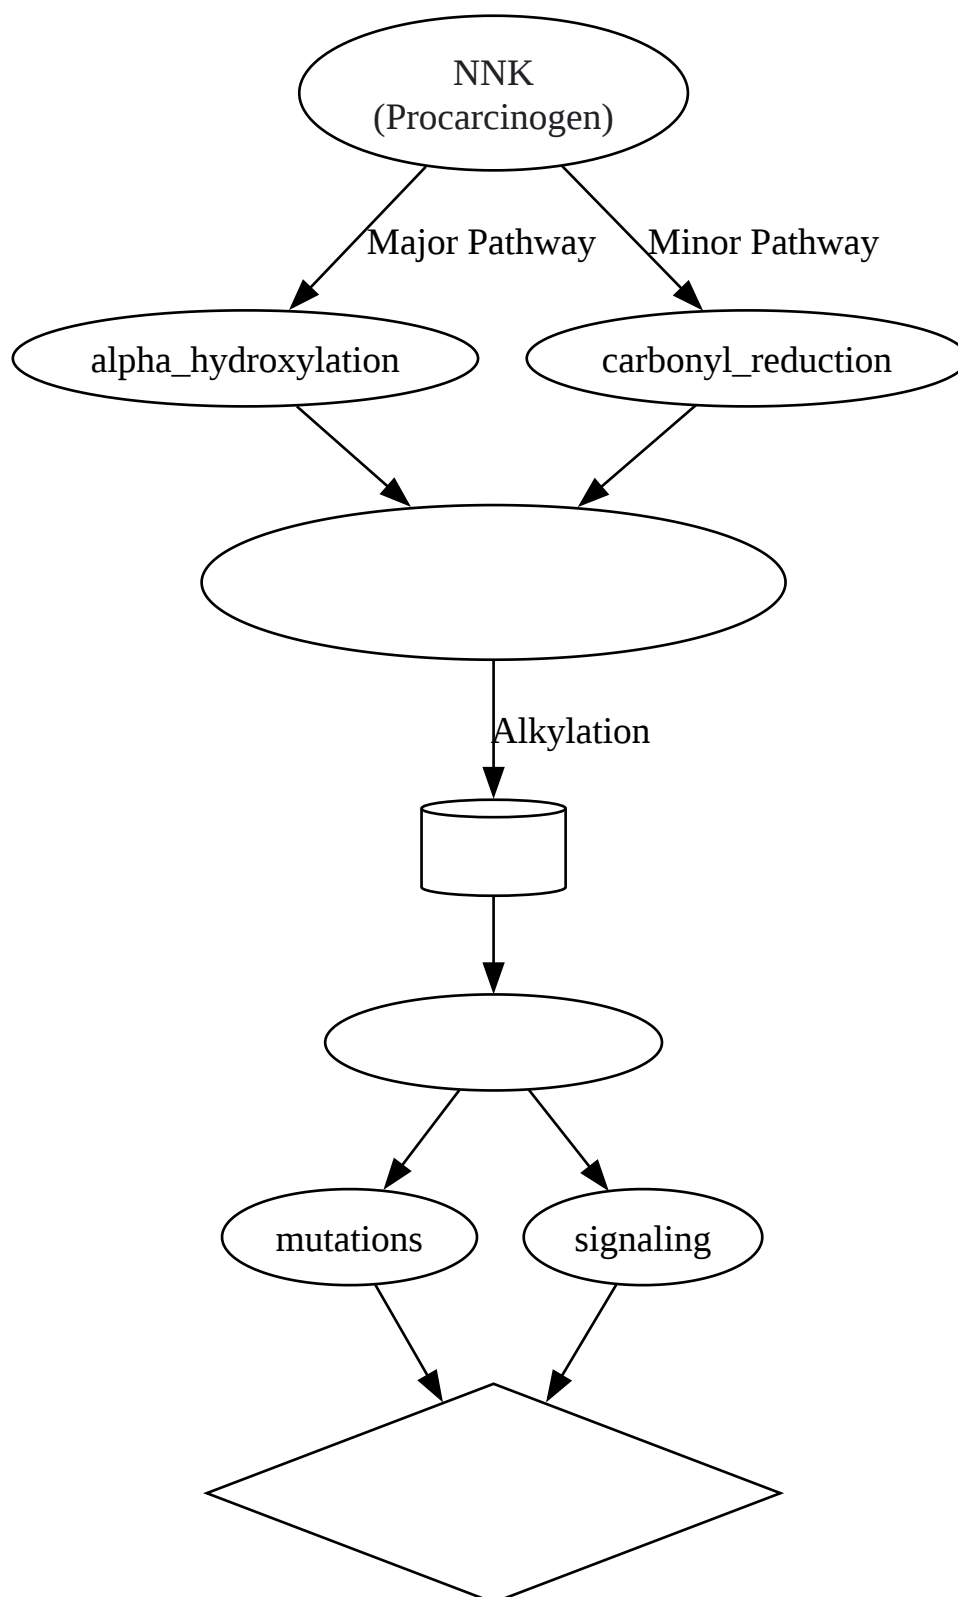 NNK
(Procarcinogen)
Major Pathway
Minor Pathway
alpha_hydroxylation
carbonyl_reduction
Alkylation
mutations
signaling